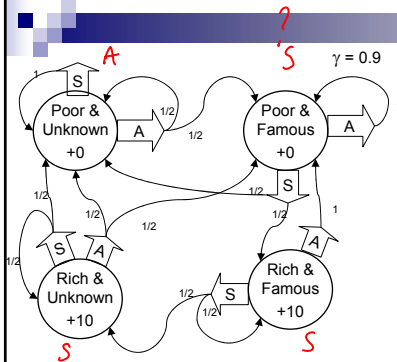 ?
A
S
γ = 0.9
1
S
Poor &
Unknown
+0
A
1/2
1/2
Poor &
Famous
+0
A
S
1/2
1/2
1/2
1/2
1/2
1
1/2
S
A
Rich &
Unknown
+10
1/2
1/2
S
A
Rich &
Famous
+10
S
S